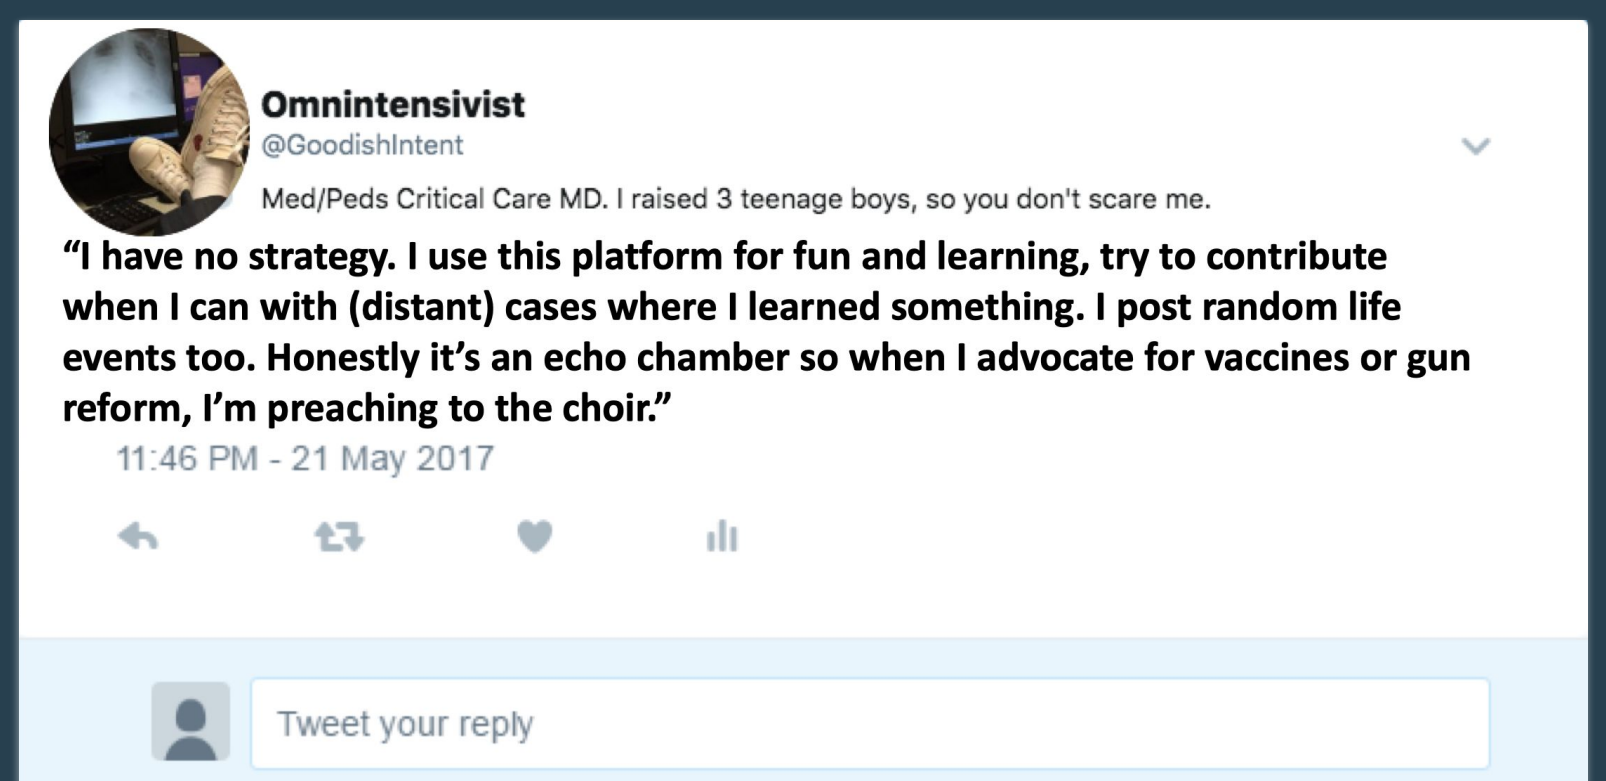 Omnintensivist
@GoodishIntent
Med/Peds Critical Care MD. I raised 3 teenage boys, so you don't scare me.
“I have no strategy. I use this platform for fun and learning, try to contribute
when I can with (distant) cases where I learned something. I post random life
events too. Honestly it’s an echo chamber so when I advocate for vaccines or gun
reform, I’m preaching to the choir.”
11:46 PM - 21 May 2017
Tweet your reply